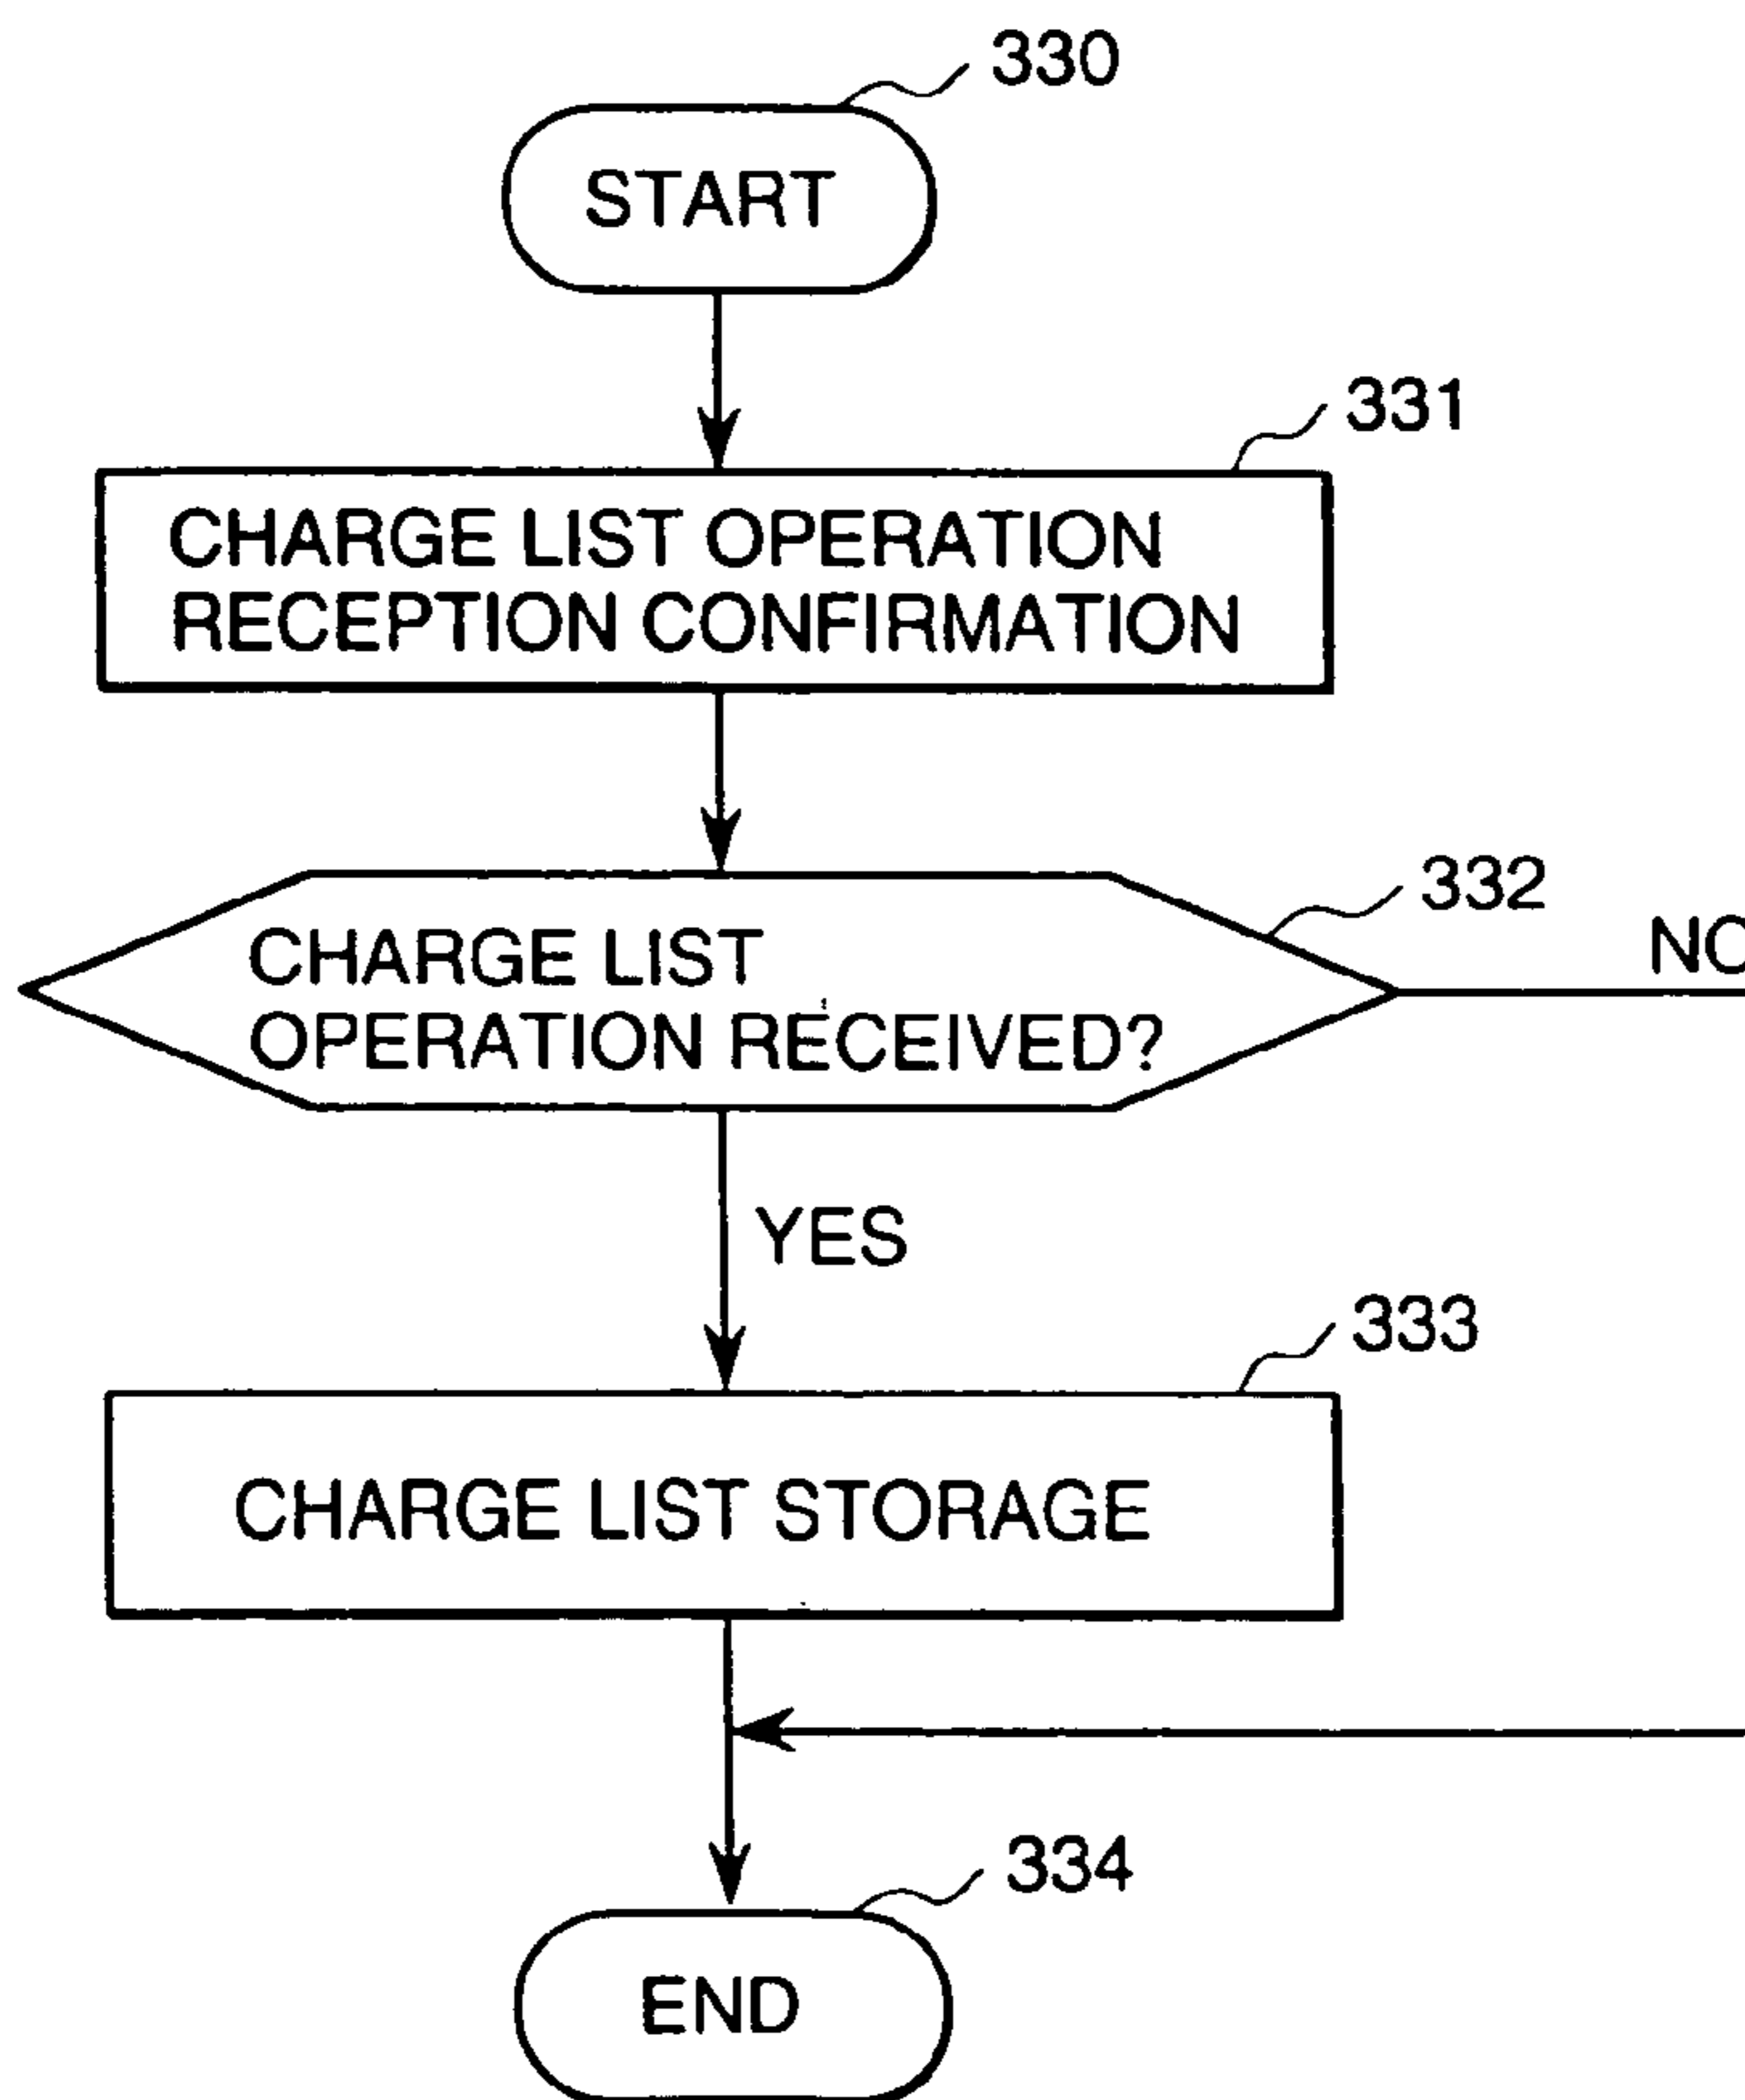 330
START
331
CHARGE LIST OPERATION
RECEPTION CONFIRMATION
332
NO
CHARGE LIST
OPERATION RECEIVED?
YES
333
CHARGE LIST STORAGE
334
END